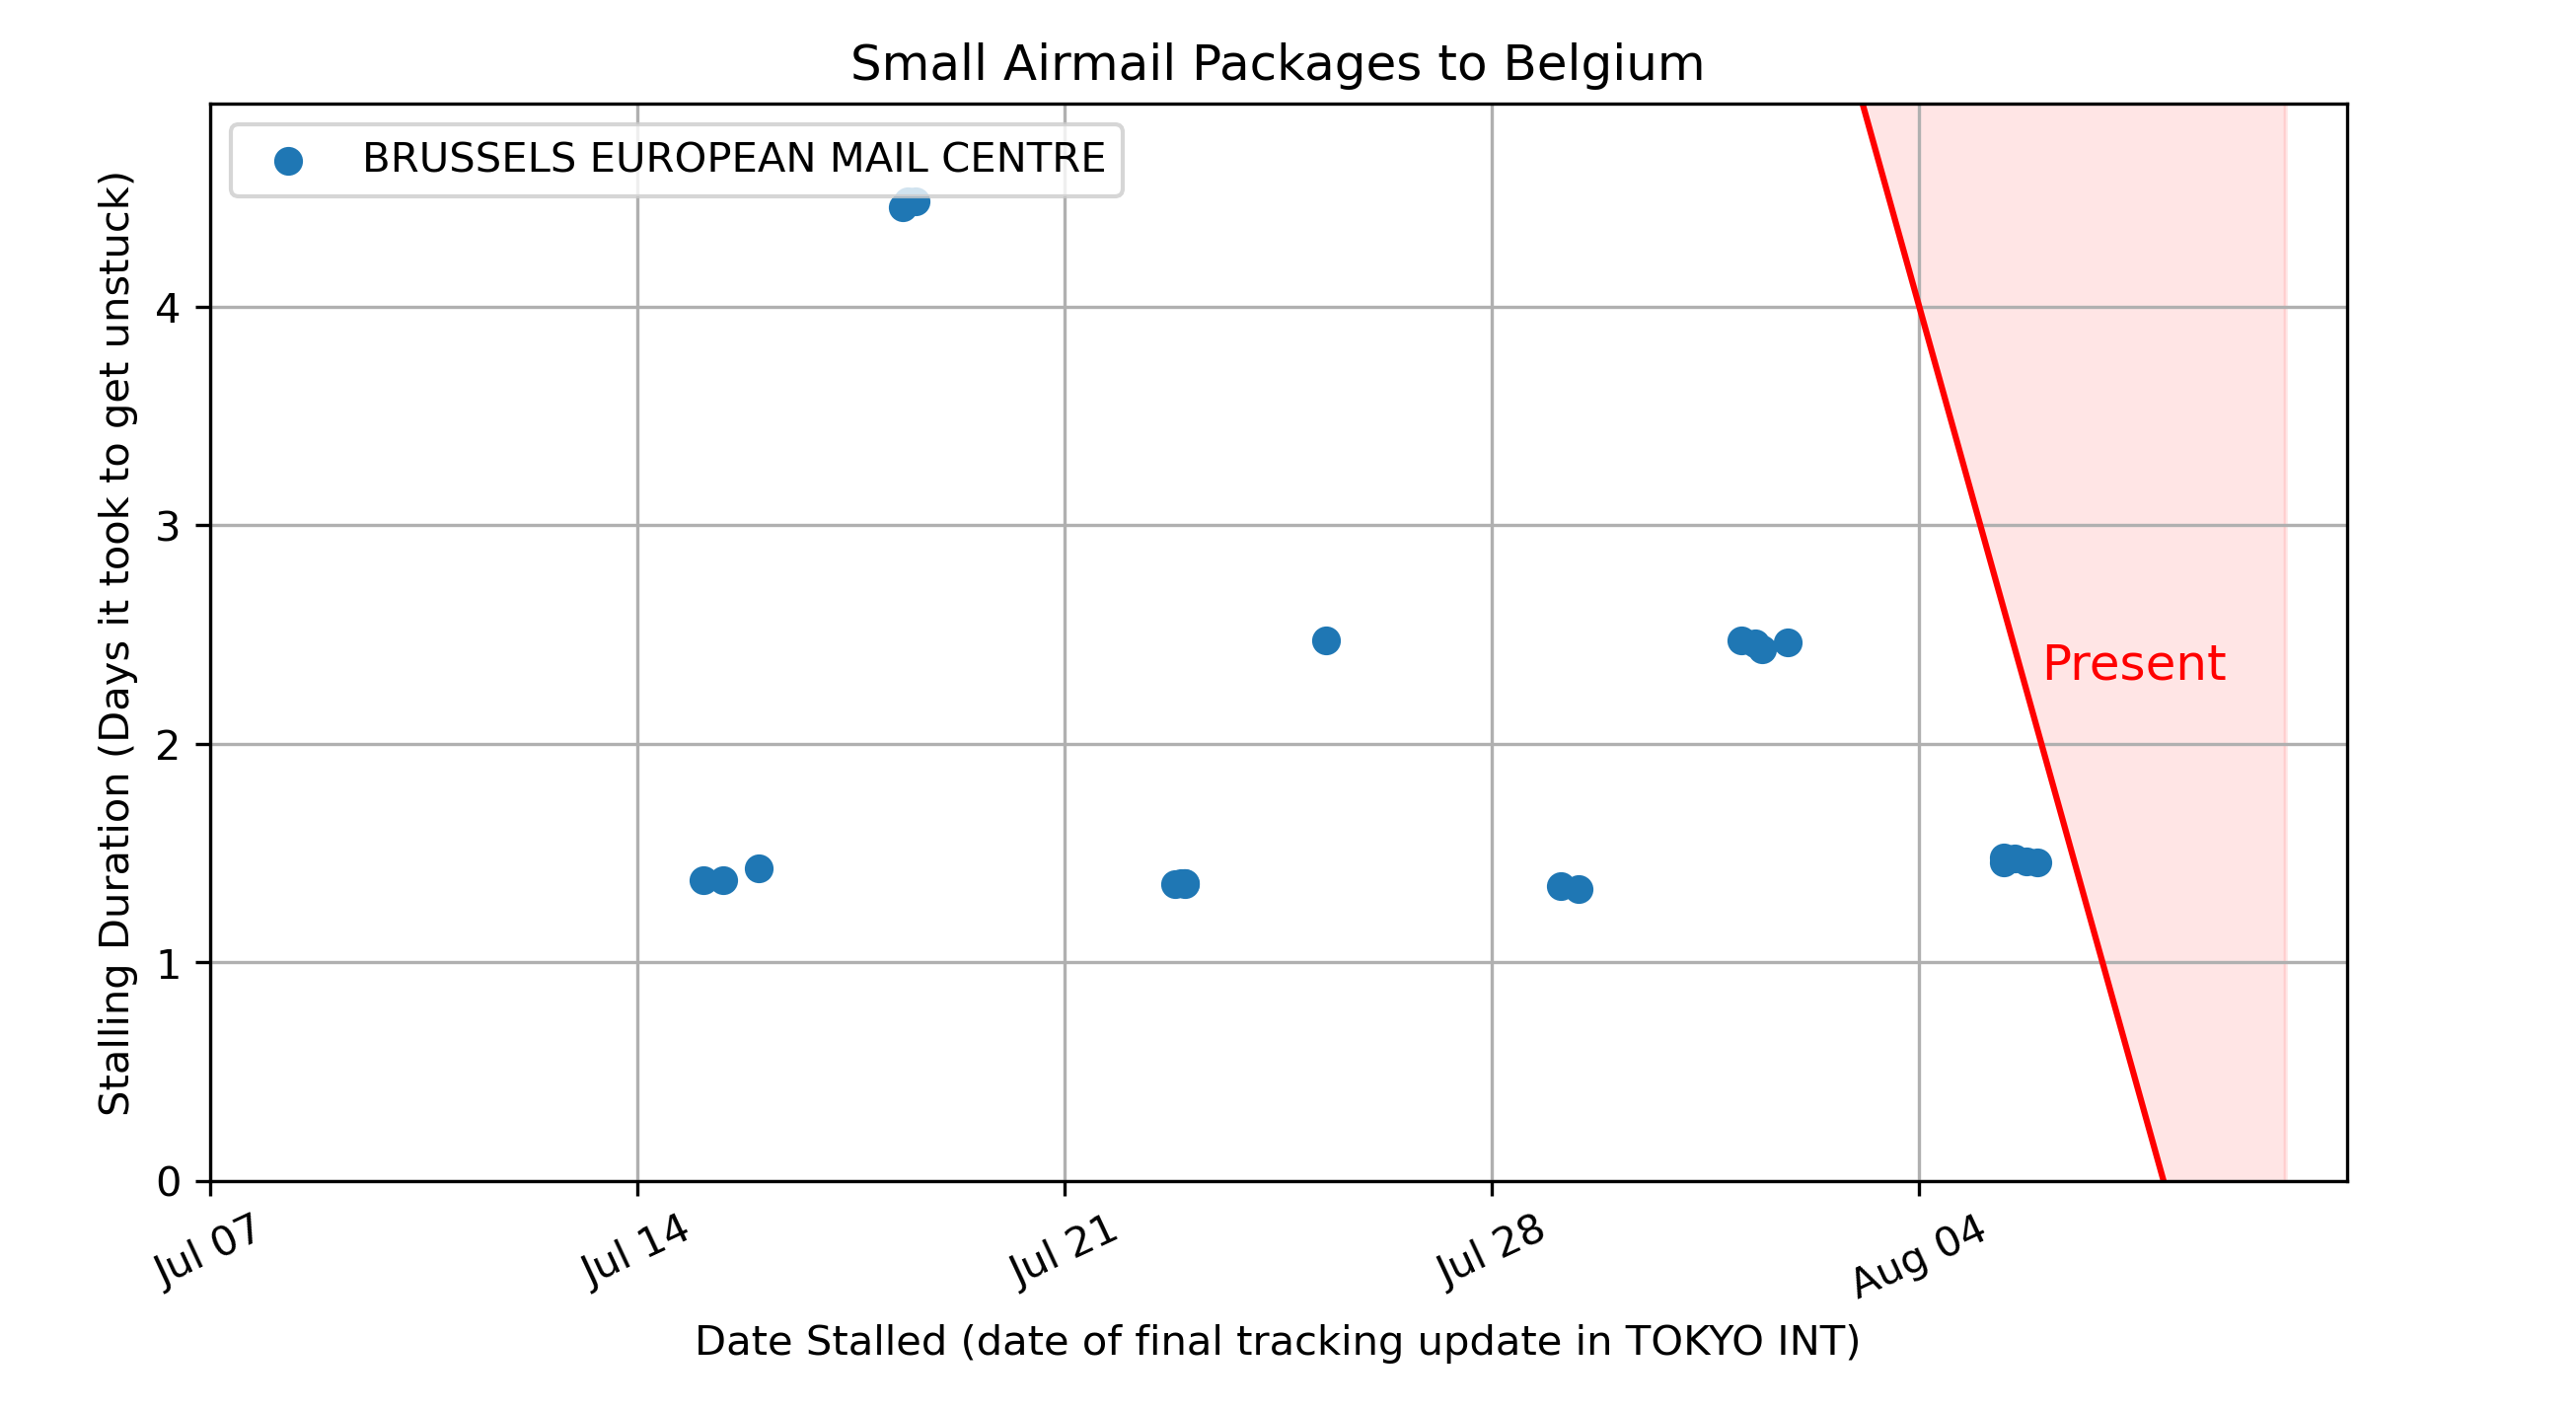 Small Airmail Packages to Belgium
BRUSSELS EUROPEAN MAIL CENTRE
Stalling Duration (Days it took to get unstuck)
4
3
2
1
0
Present
Jul 07
Jul 14
Jul 21
Jul 28
Aug 04
Date Stalled (date of final tracking update in TOKYO INT)